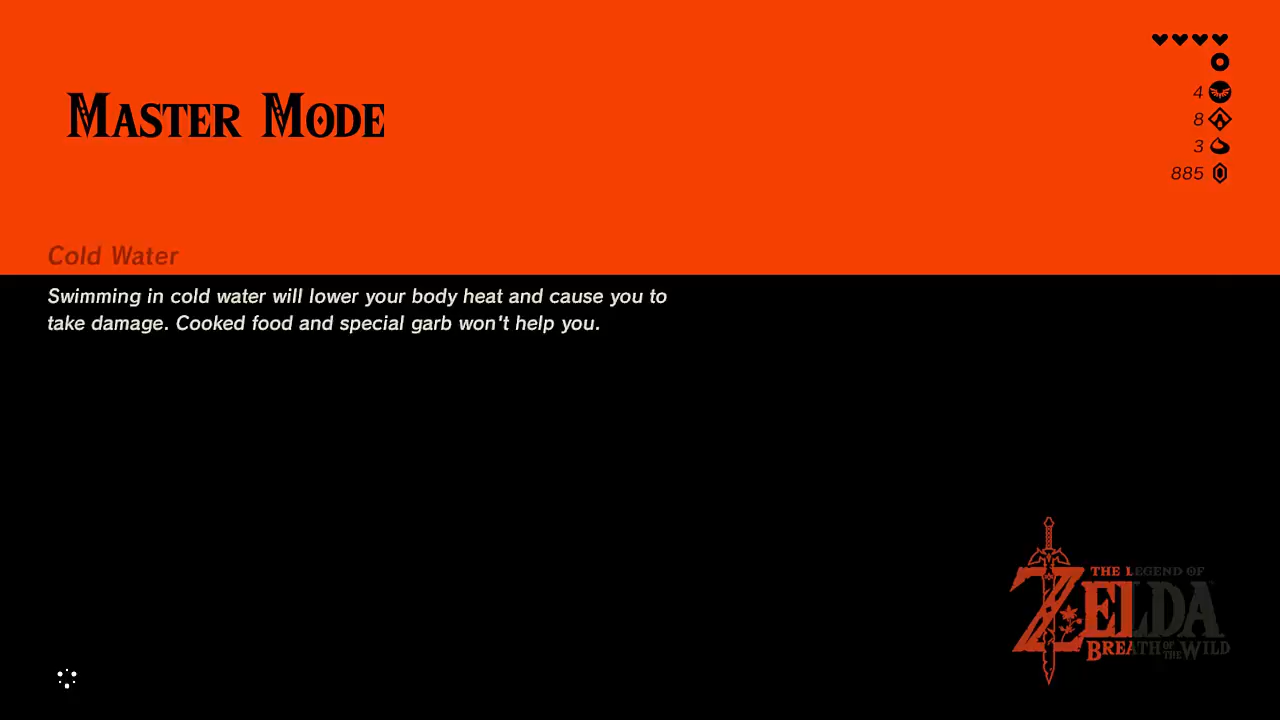 Master Mode
4
8
3
885
Cold Water
Swimming in cold water will lower your body heat and cause you to
take damage. Cooked food and special garb won't help you.
THE LEGEND OF
ZELDA
BREATH OF THE WILD